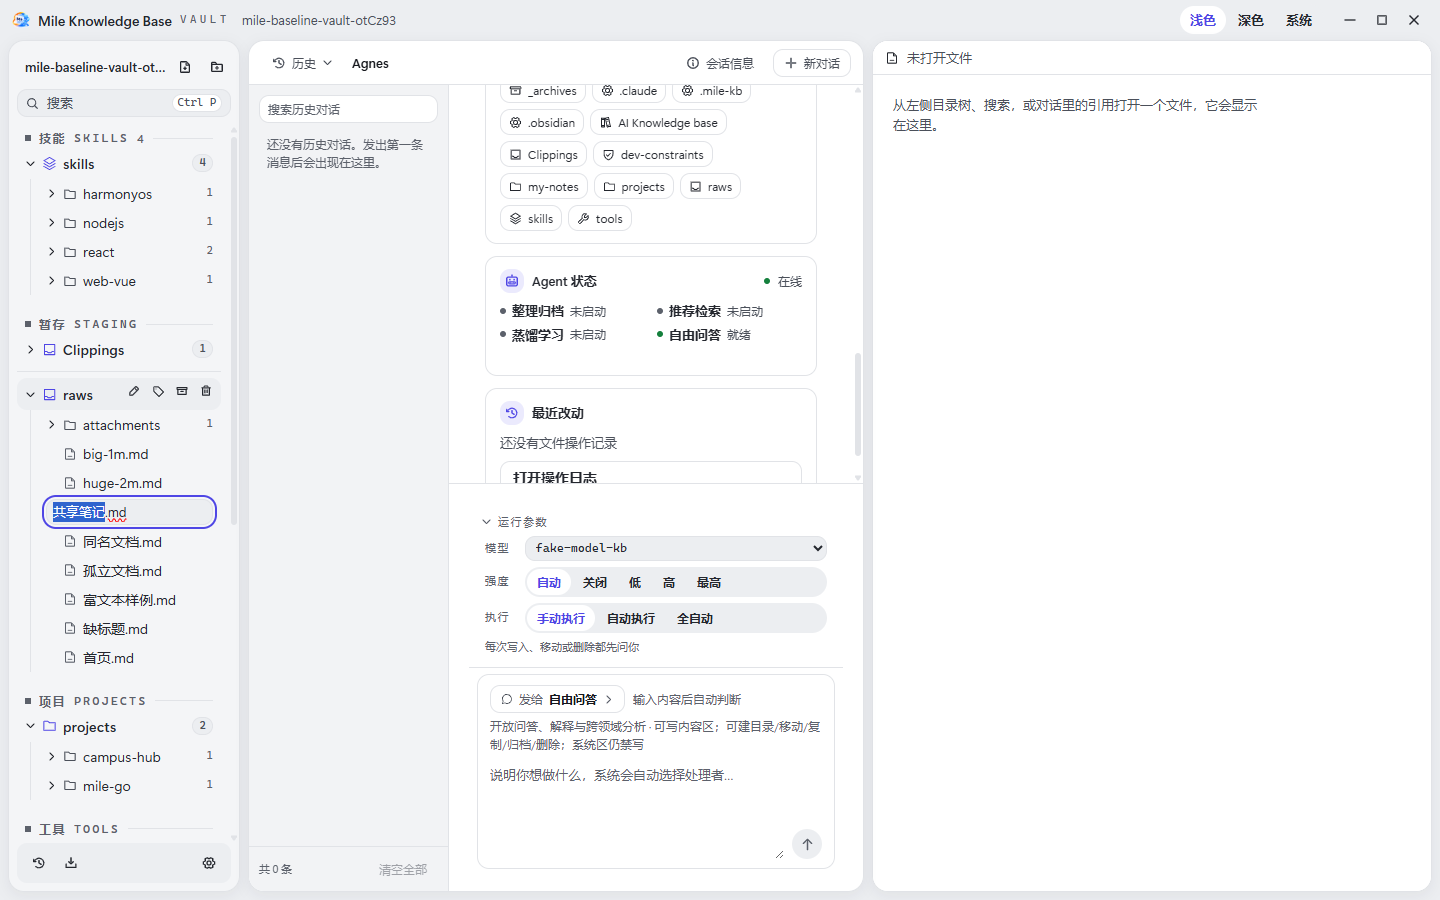 Mile Knowledge Base VAULT mile-baseline-vault-otCz93
浅色 深色 系统
mile-baseline-vault-ot...
搜索 Ctrl P
技能 SKILLS 4
skills 4
harmonyos 1
nodejs 1
react 2
web-vue 1
暂存 STAGING
Clippings 1
raws
attachments 1
big-1m.md
huge-2m.md
共享笔记.md
同名文档.md
孤立文档.md
富文本样例.md
缺标题.md
首页.md
项目 PROJECTS
projects 2
campus-hub 1
mile-go 1
工具 TOOLS
历史 Agnes
会话信息 新对话
搜索历史对话
还没有历史对话。发出第一条
消息后会出现在这里。
共 0 条 清空全部
_archives .claude .mile-kb
.obsidian AI Knowledge base
Clippings dev-constraints
my-notes projects raws
skills tools
Agent 状态 在线
整理归档 未启动 推荐检索 未启动
蒸馏学习 未启动 自由问答 就绪
最近改动
还没有文件操作记录
打开操作日志
运行参数
模型 fake-model-kb
强度 自动 关闭 低 高 最高
执行 手动执行 自动执行 全自动
每次写入、移动或删除都先问你
发给 自由问答 输入内容后自动判断
开放问答、解释与跨领域分析 · 可写内容区；可建目录/移动/复
制/归档/删除；系统区仍禁写
说明你想做什么，系统会自动选择处理者...
未打开文件
从左侧目录树、搜索，或对话里的引用打开一个文件，它会显示
在这里。